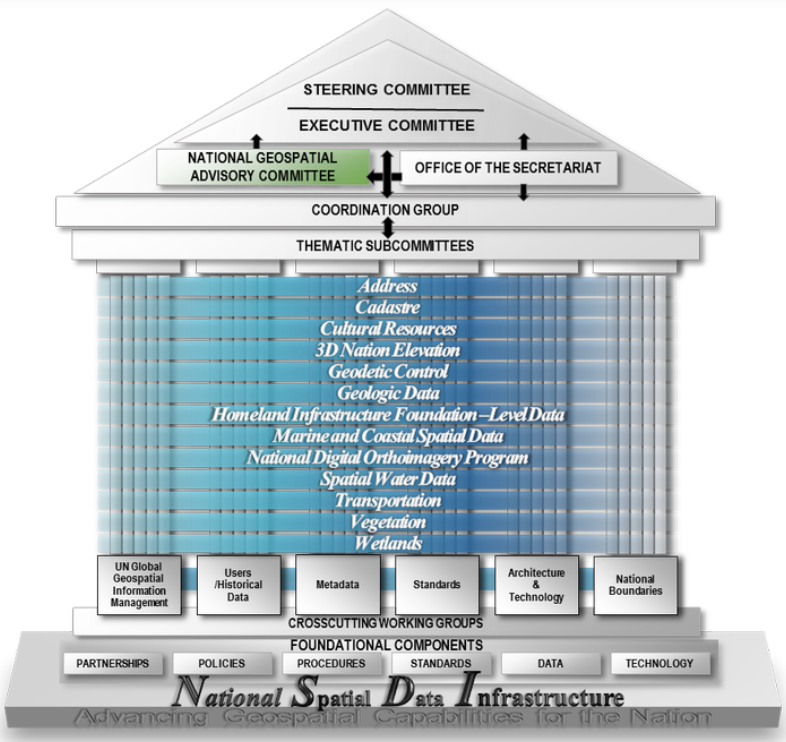 STEERING COMMITTEE
EXECUTIVE COMMITTEE
NATIONAL GEOSPATIAL
ADVISORY COMMITTEE
OFFICE OF THE SECRETARIAT
COORDINATION GROUP
THEMATIC SUBCOMMITTEES
Address
Cadastre
Cultural Resources
3D Nation Elevation
Geodetic Control
Geologic Data
Homeland Infrastructure Foundation–Level Data
Marine and Coastal Spatial Data
National Digital Orthoimagery Program
Spatial Water Data
Transportation
Vegetation
Wetlands
UN Global
Geospatial
Information
Management
Users
/Historical
Data
Metadata
Standards
Architecture
&
Technology
National
Boundaries
CROSSCUTTING WORKING GROUPS
FOUNDATIONAL COMPONENTS
PARTNERSHIPS
POLICIES
PROCEDURES
STANDARDS
DATA
TECHNOLOGY
National Spatial Data Infrastructure
Advancing Geospatial Capabilities for the Nation